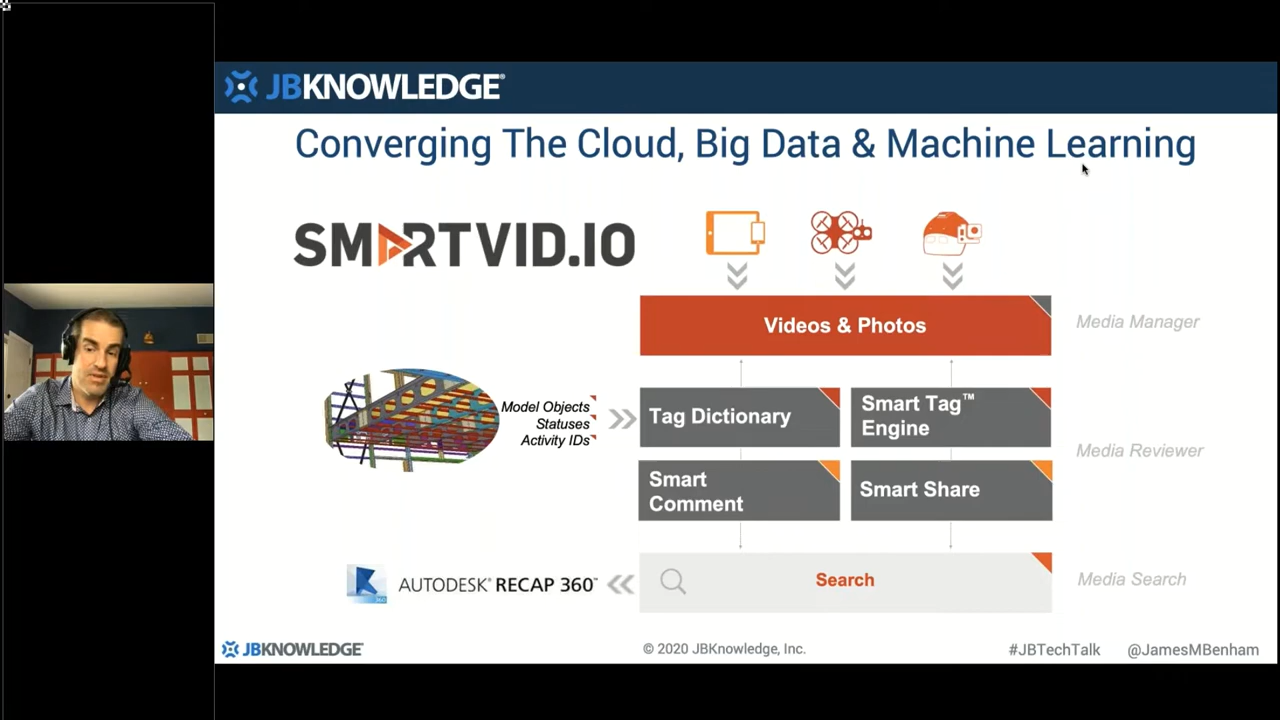 JBKNOWLEDGE®
Converging The Cloud, Big Data & Machine Learning
SMARTVID.IO
Videos & Photos
Media Manager
Model Objects
Statuses
Activity IDs
Tag Dictionary
Smart Tag™
Engine
Media Reviewer
Smart
Comment
Smart Share
AUTODESK® RECAP 360™
360
Search
Media Search
JBKNOWLEDGE
© 2020 JBKnowledge, Inc.
#JBTechTalk
@JamesMBenham